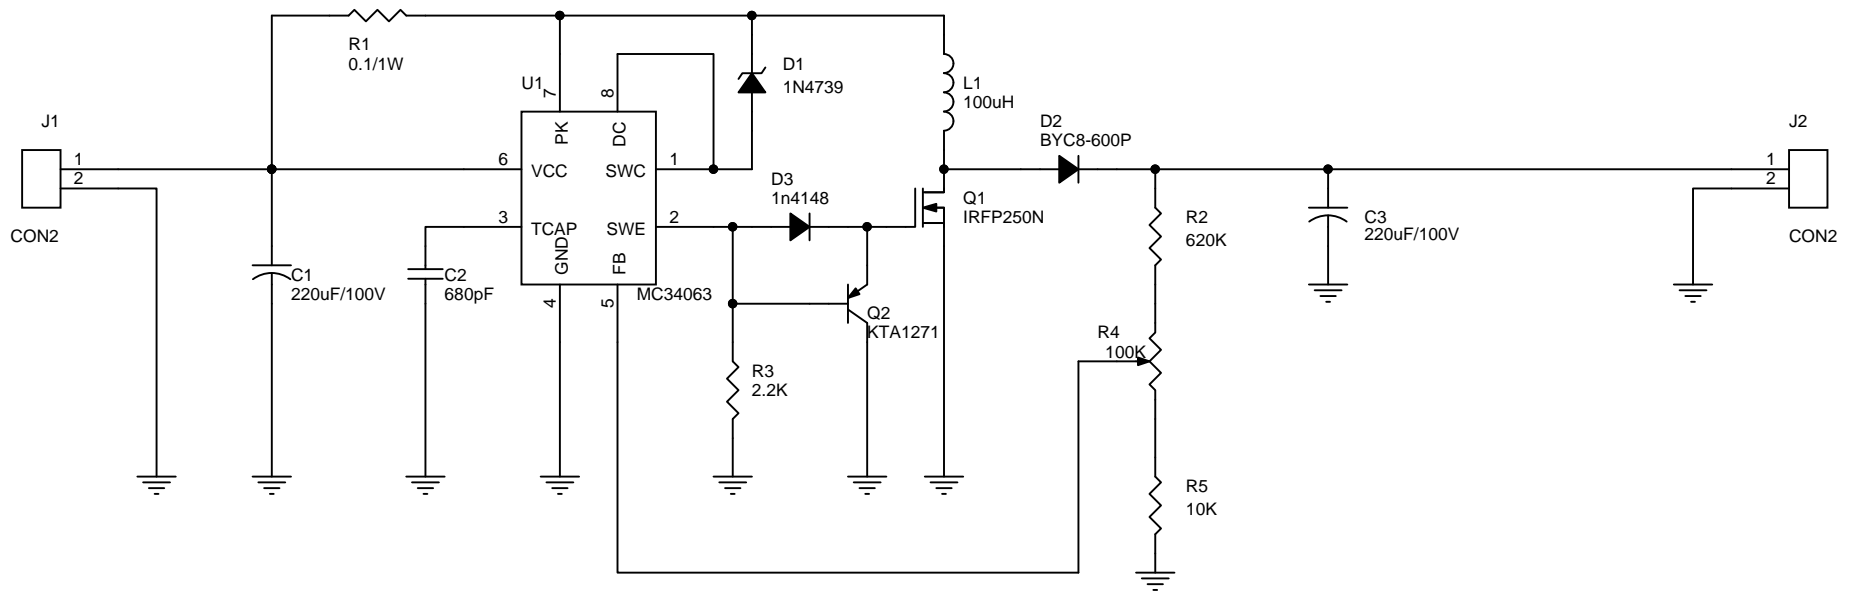 R1
0.1/1W
D1
1N4739
U1
7
8
PK
DC
L1
100uH
J1
1
2
CON2
6
VCC
SWC
1
3
TCAP
SWE
2
GND
FB
4
5
MC34063
C1
220uF/100V
C2
680pF
D3
1n4148
Q1
IRFP250N
D2
BYC8-600P
Q2
KTA1271
R3
2.2K
R2
620K
R4
100K
R5
10K
C3
220uF/100V
J2
1
2
CON2